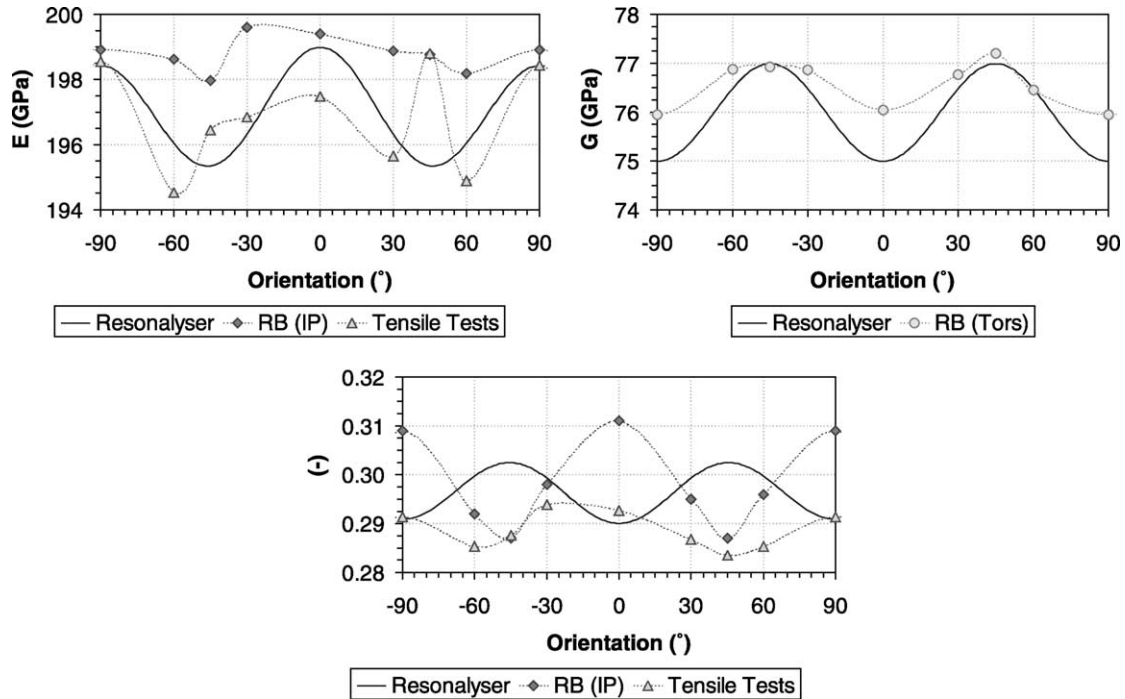 200
198
196
194
E (GPa)
-90 -60 -30 0 30 60 90
Orientation (°)
Resonalyser RB (IP) Tensile Tests
78
77
76
75
74
G (GPa)
-90 -60 -30 0 30 60 90
Orientation (°)
Resonalyser RB (Tors)
0.32
0.31
0.30
0.29
0.28
(-)
-90 -60 -30 0 30 60 90
Orientation (°)
Resonalyser RB (IP) Tensile Tests